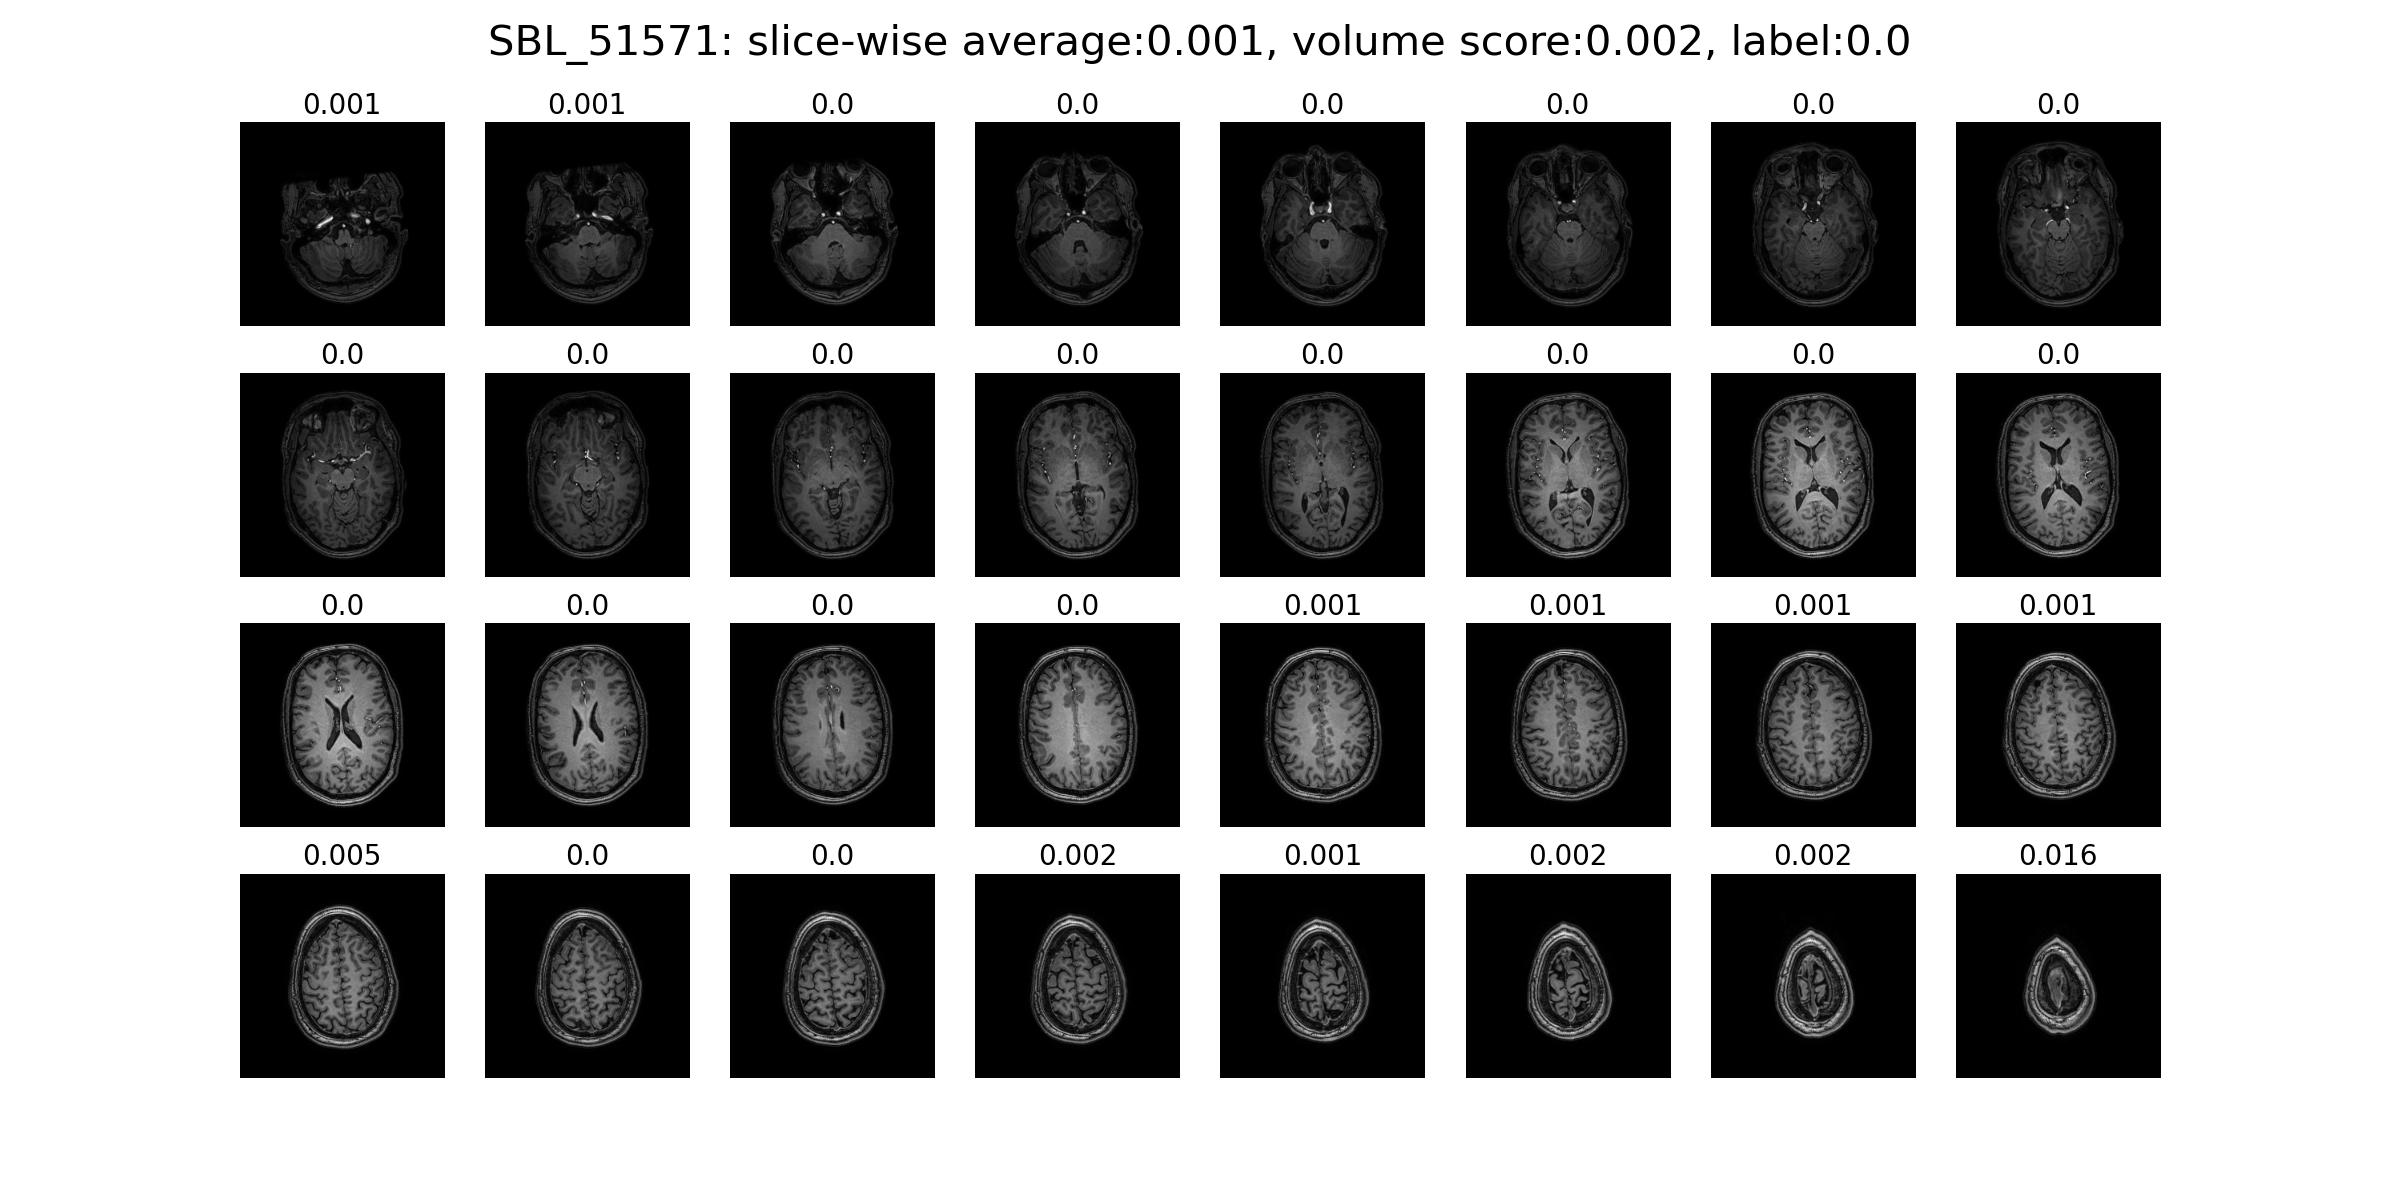 SBL_51571: slice-wise average:0.001, volume score:0.002, label:0.0
0.001 0.001 0.0 0.0 0.0 0.0 0.0 0.0
0.0 0.0 0.0 0.0 0.0 0.0 0.0 0.0
0.0 0.0 0.0 0.0 0.001 0.001 0.001 0.001
0.005 0.0 0.0 0.002 0.001 0.002 0.002 0.016